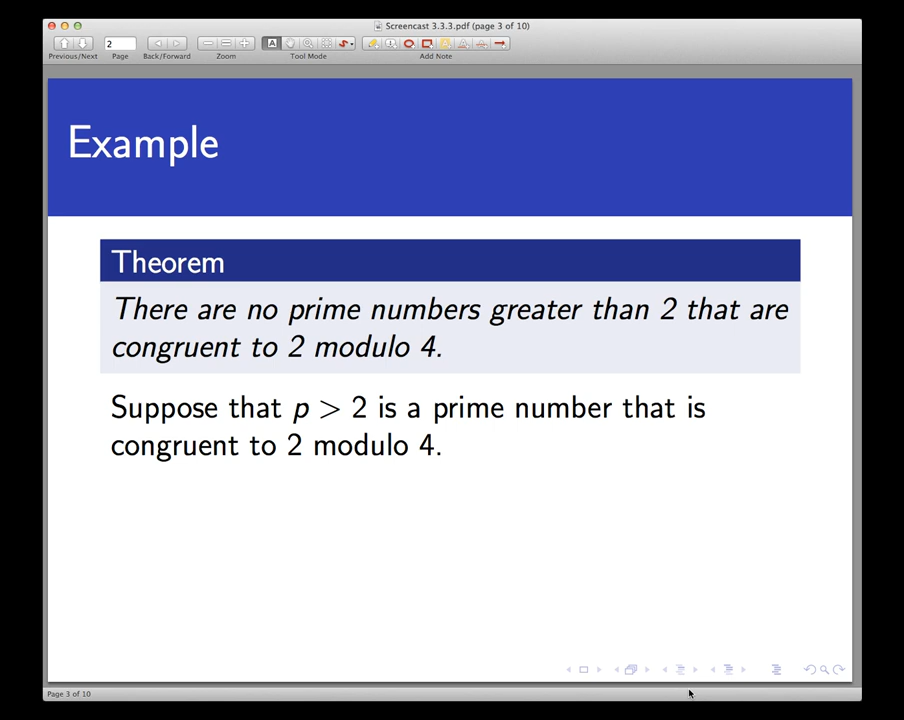 Screencast 3.3.3.pdf (page 3 of 10)
2
Previous/Next Page Back/Forward Zoom Tool Mode Add Note
Example
Theorem
There are no prime numbers greater than 2 that are
congruent to 2 modulo 4.
Suppose that p > 2 is a prime number that is
congruent to 2 modulo 4.
Page 3 of 10